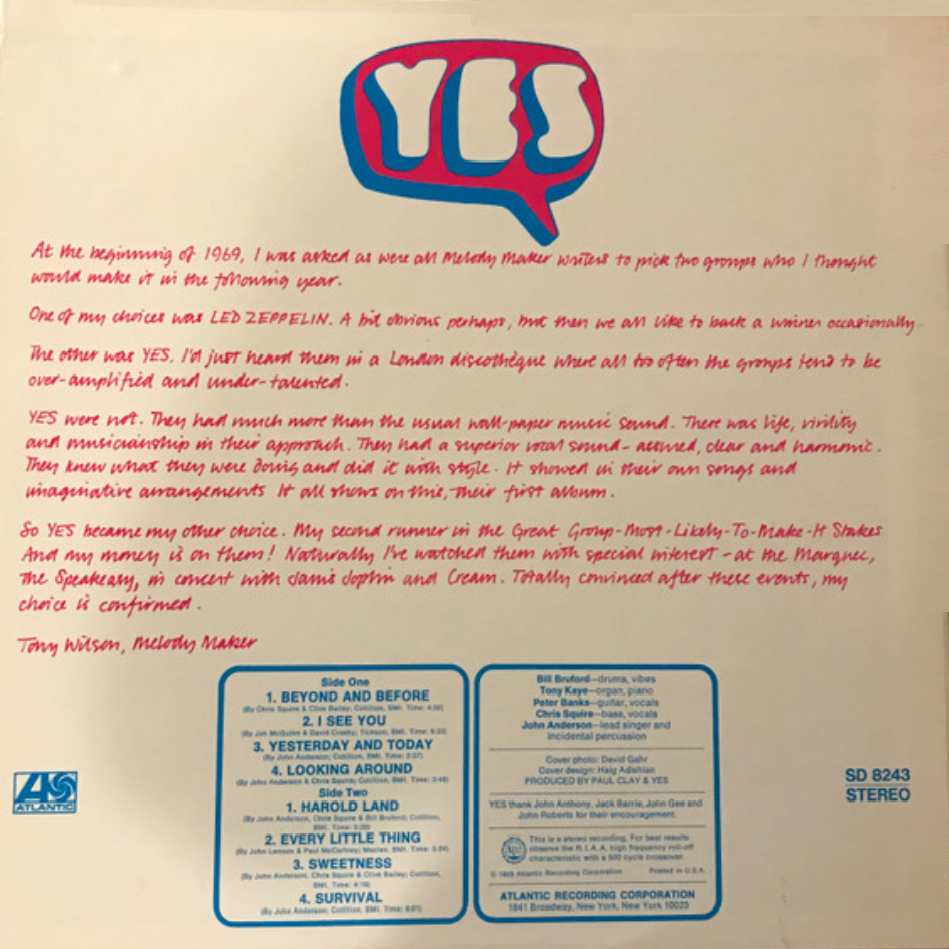 YES
At the beginning of 1969, I was asked as were all Melody Maker writers to pick two groups who I thought
would make it in the following year.
One of my choices was LED ZEPPELIN. A bit obvious perhaps, but then we all like to back a winner occasionally.
The other was YES. I'd just heard them in a London discothèque where all too often the groups tend to be
over-amplified and under-talented.
YES were not. They had much more than the usual wall-paper music sound. There was life, virility
and musicianship in their approach. They had a superior vocal sound - assured, clear and harmonic.
They knew what they were doing and did it with style. It showed in their own songs and
imaginative arrangements It all shows on this, their first album.
So YES became my other choice. My second runner in the Great Group-Most-Likely-To-Make-It Stakes
And my money is on them! Naturally I've watched them with special interest - at the Marquee,
the Speakeasy, in concert with Janis Joplin and Cream. Totally convinced after these events, my
choice is confirmed.
Tony Wilson, Melody Maker
Side One
1. BEYOND AND BEFORE
(By Chris Squire & Clive Bailey; Cotillion, BMI. Time: 4:50)
2. I SEE YOU
(By Jim McGuinn & David Crosby; Tickson, BMI. Time: 6:33)
3. YESTERDAY AND TODAY
(By John Anderson; Cotillion, BMI. Time: 2:37)
4. LOOKING AROUND
(By John Anderson & Chris Squire; Cotillion, BMI. Time: 3:49)
Side Two
1. HAROLD LAND
(By John Anderson, Chris Squire & Bill Bruford; Cotillion,
BMI. Time:
2. EVERY LITTLE THING
(By John Lennon & Paul McCartney; Maclen, BMI. Time: 5:24)
3. SWEETNESS
(By John Anderson, Chris Squire & Clive Bailey; Cotillion,
BMI. Time: 4:19)
4. SURVIVAL
(By John Anderson; Cotillion, BMI. Time: 6:01)
Bill Bruford—drums, vibes
Tony Kaye—organ, piano
Peter Banks—guitar, vocals
Chris Squire—bass, vocals
John Anderson—lead singer and
incidental percussion
Cover photo: David Gahr
Cover design: Haig Adishian
PRODUCED BY PAUL CLAY & YES
YES thank John Anthony, Jack Barrie, John Gee and
John Roberts for their encouragement.
This is a stereo recording. For best results
observe the R.I.A.A. high frequency roll-off
characteristic with a 500 cycle crossover.
© 1969 Atlantic Recording Corporation Printed in U.S.A.
ATLANTIC RECORDING CORPORATION
1841 Broadway, New York, New York 10023
ATLANTIC
SD 8243
STEREO